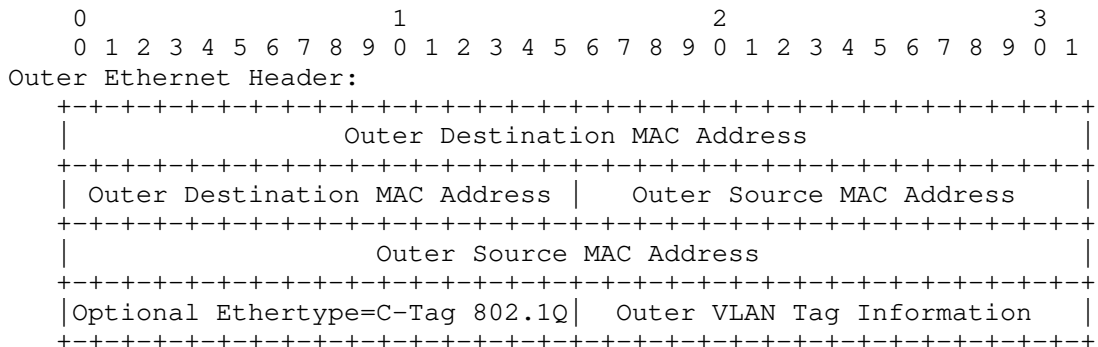 0                   1                   2                   3
 0 1 2 3 4 5 6 7 8 9 0 1 2 3 4 5 6 7 8 9 0 1 2 3 4 5 6 7 8 9 0 1
Outer Ethernet Header:
+-+-+-+-+-+-+-+-+-+-+-+-+-+-+-+-+-+-+-+-+-+-+-+-+-+-+-+-+-+-+-+-+
|                 Outer Destination MAC Address                 |
+-+-+-+-+-+-+-+-+-+-+-+-+-+-+-+-+-+-+-+-+-+-+-+-+-+-+-+-+-+-+-+-+
| Outer Destination MAC Address |   Outer Source MAC Address    |
+-+-+-+-+-+-+-+-+-+-+-+-+-+-+-+-+-+-+-+-+-+-+-+-+-+-+-+-+-+-+-+-+
|                   Outer Source MAC Address                    |
+-+-+-+-+-+-+-+-+-+-+-+-+-+-+-+-+-+-+-+-+-+-+-+-+-+-+-+-+-+-+-+-+
|Optional Ethertype=C-Tag 802.1Q|  Outer VLAN Tag Information   |
+-+-+-+-+-+-+-+-+-+-+-+-+-+-+-+-+-+-+-+-+-+-+-+-+-+-+-+-+-+-+-+-+